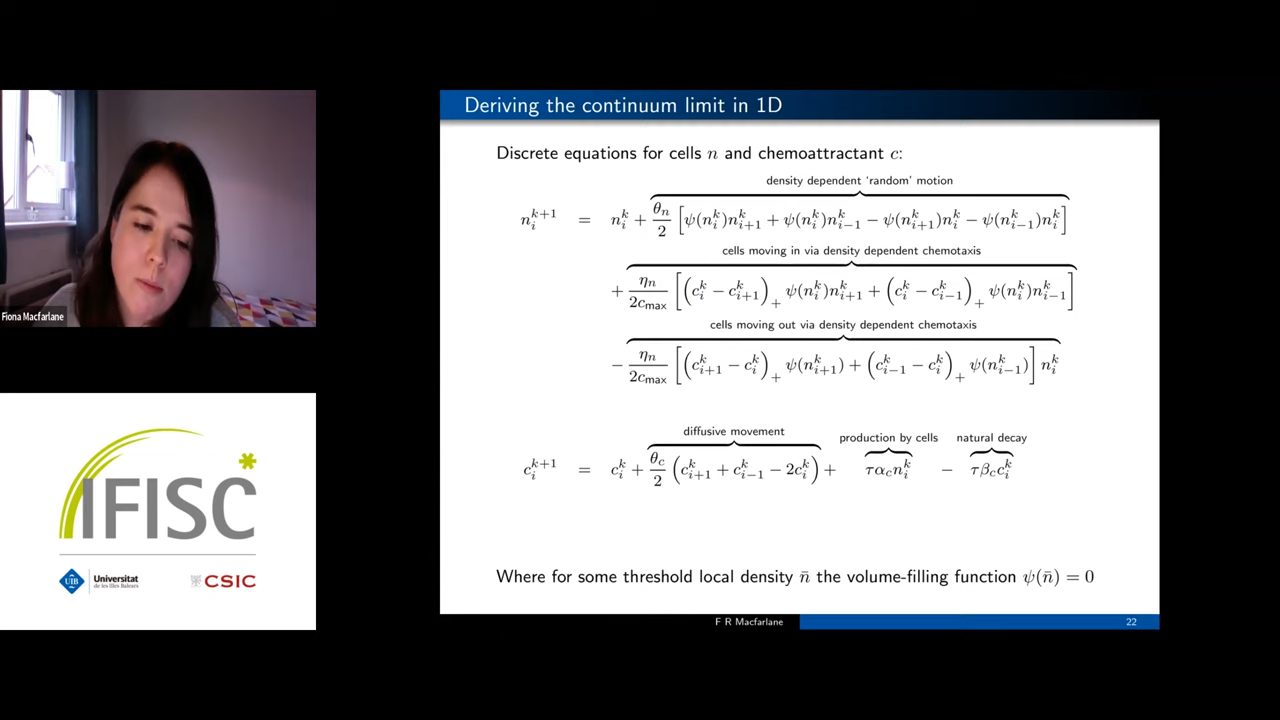 Deriving the continuum limit in 1D
Discrete equations for cells n and chemoattractant c:
density dependent ‘random’ motion
n_i^{k+1} = n_i^k + θ_n/2 [ψ(n_i^k)n_{i+1}^k + ψ(n_i^k)n_{i−1}^k − ψ(n_{i+1}^k)n_i^k − ψ(n_{i−1}^k)n_i^k]
cells moving in via density dependent chemotaxis
+ η_n/2c_max [(c_i^k − c_{i+1}^k)_+ ψ(n_i^k)n_{i+1}^k + (c_i^k − c_{i−1}^k)_+ ψ(n_i^k)n_{i−1}^k]
cells moving out via density dependent chemotaxis
− η_n/2c_max [(c_{i+1}^k − c_i^k)_+ ψ(n_{i+1}^k) + (c_{i−1}^k − c_i^k)_+ ψ(n_{i−1}^k)] n_i^k
diffusive movement production by cells natural decay
c_i^{k+1} = c_i^k + θ_c/2 (c_{i+1}^k + c_{i−1}^k − 2c_i^k) + τα_c n_i^k − τβ_c c_i^k
Where for some threshold local density n̄ the volume-filling function ψ(n̄) = 0
F R Macfarlane
22
Fiona Macfarlane
IFISC
UIB
Universitat
de les Illes Balears
CSIC